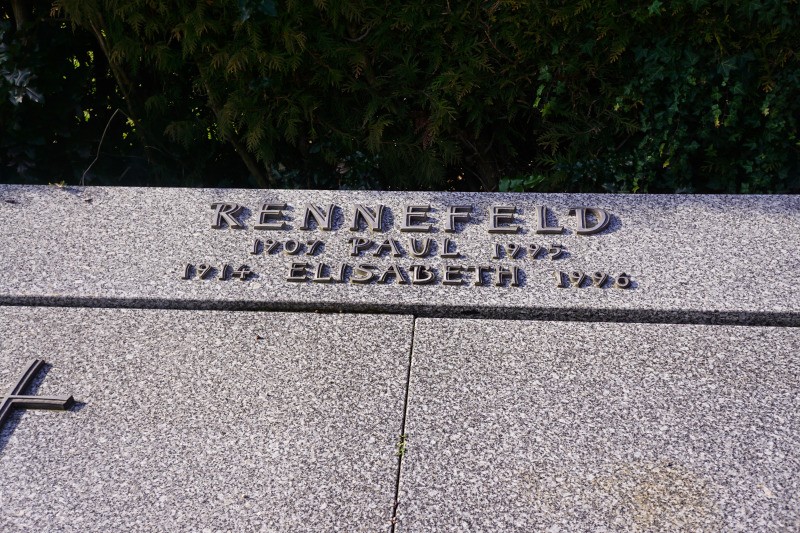 RENNEFELD
1907 PAUL 1995
1914 ELISABETH 1996